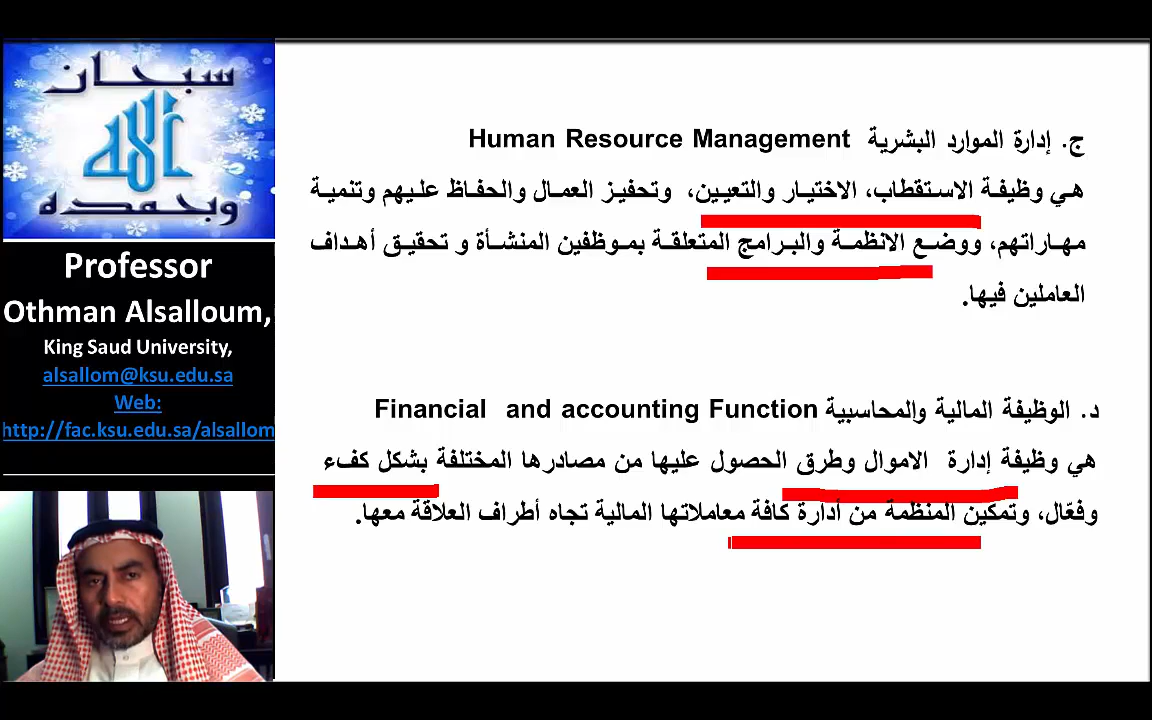 سبحان
الله
وبحمده
Professor
Othman Alsalloum,
King Saud University,
alsallom@ksu.edu.sa
Web:
http://fac.ksu.edu.sa/alsallom
ج. إدارة الموارد البشرية Human Resource Management
هي وظيفة الاستقطاب، الاختيار والتعيين، وتحفيز العمال والحفاظ عليهم وتنمية
مهاراتهم، ووضع الانظمة والبرامج المتعلقة بموظفين المنشأة و تحقيق أهداف
العاملين فيها.
د. الوظيفة المالية والمحاسبية Financial and accounting Function
هي وظيفة إدارة الاموال وطرق الحصول عليها من مصادرها المختلفة بشكل كفء
وفعّال، وتمكين المنظمة من أدارة كافة معاملاتها المالية تجاه أطراف العلاقة معها.